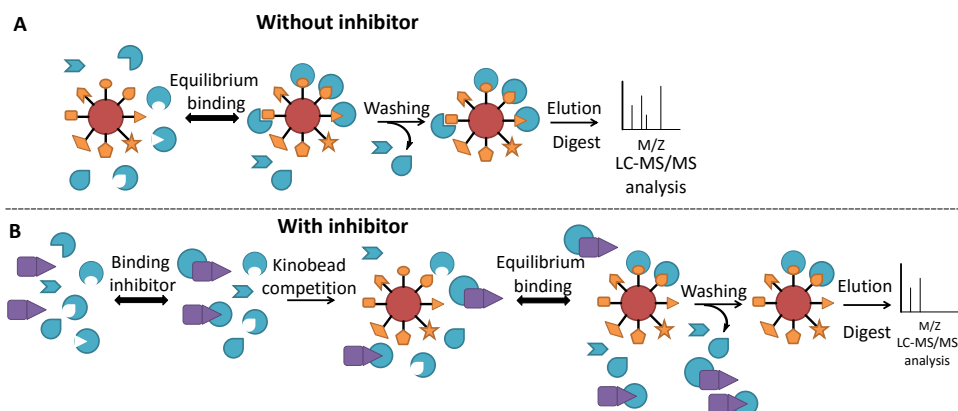 A
Without inhibitor
Equilibrium
binding
Washing
Elution
Digest
M/Z
LC-MS/MS
analysis
B
With inhibitor
Binding
inhibitor
Kinobead
competition
Equilibrium
binding
Washing
Elution
Digest
M/Z
LC-MS/MS
analysis